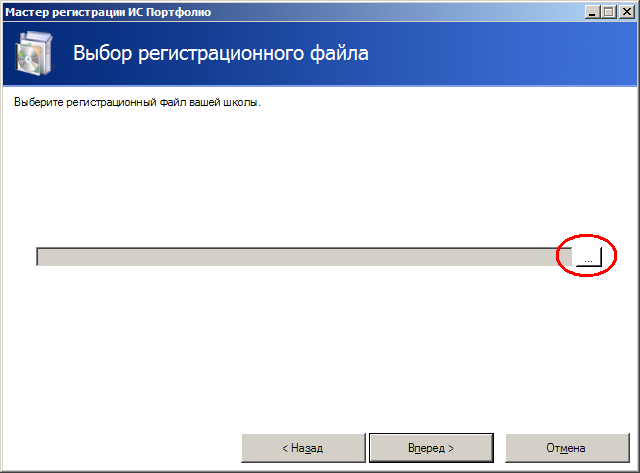 Мастер регистрации ИС Портфолио
Выбор регистрационного файла
Выберите регистрационный файл вашей школы.
...
< Назад
Вперед >
Отмена